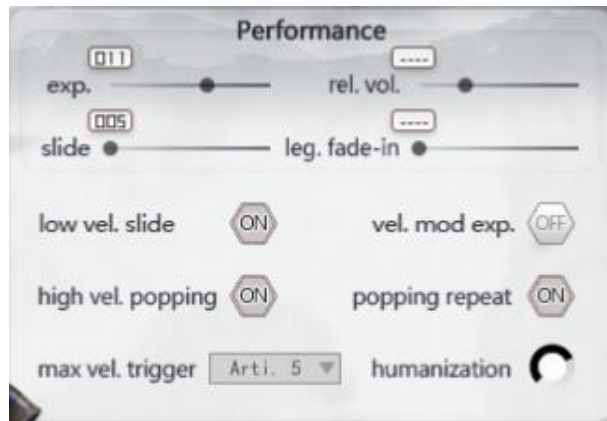 Performance
011 ----
exp. rel. vol.
005 ----
slide leg. fade-in
low vel. slide ON vel. mod exp. OFF
high vel. popping ON popping repeat ON
max vel. trigger Arti. 5 humanization